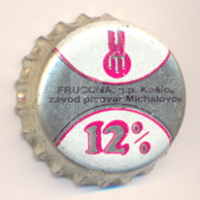 FRUCONA, n.p. Košice
závod pivovar Michalovce
12%